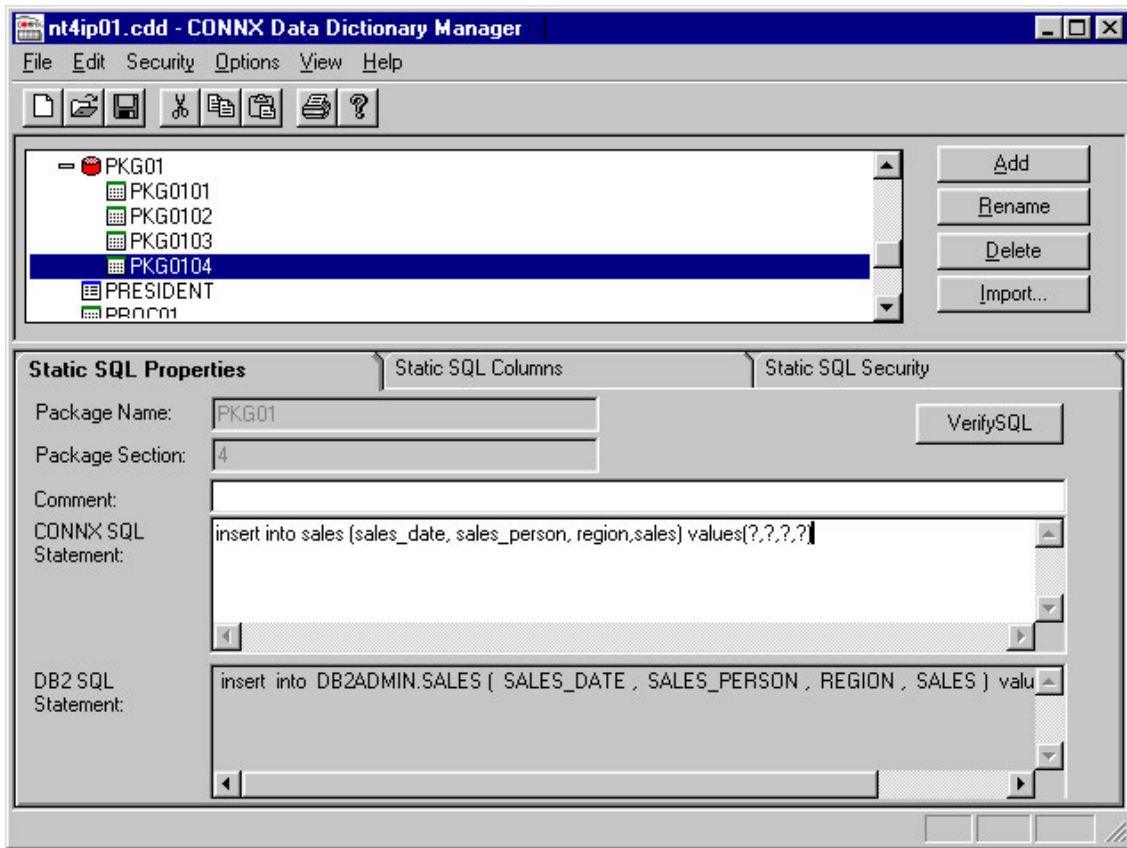 nt4ip01.cdd - CONNX Data Dictionary Manager
File Edit Security Options View Help
PKG01
PKG0101
PKG0102
PKG0103
PKG0104
PRESIDENT
PROC01
Add
Rename
Delete
Import...
Static SQL Properties Static SQL Columns Static SQL Security
Package Name: PKG01 VerifySQL
Package Section: 4
Comment:
CONNX SQL
Statement:
insert into sales (sales_date, sales_person, region,sales) values(?,?,?,?)
DB2 SQL
Statement:
insert into DB2ADMIN.SALES ( SALES_DATE , SALES_PERSON , REGION , SALES ) valu